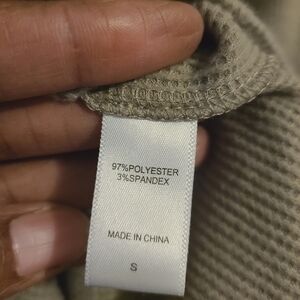 97%POLYESTER
3%SPANDEX
MADE IN CHINA
S